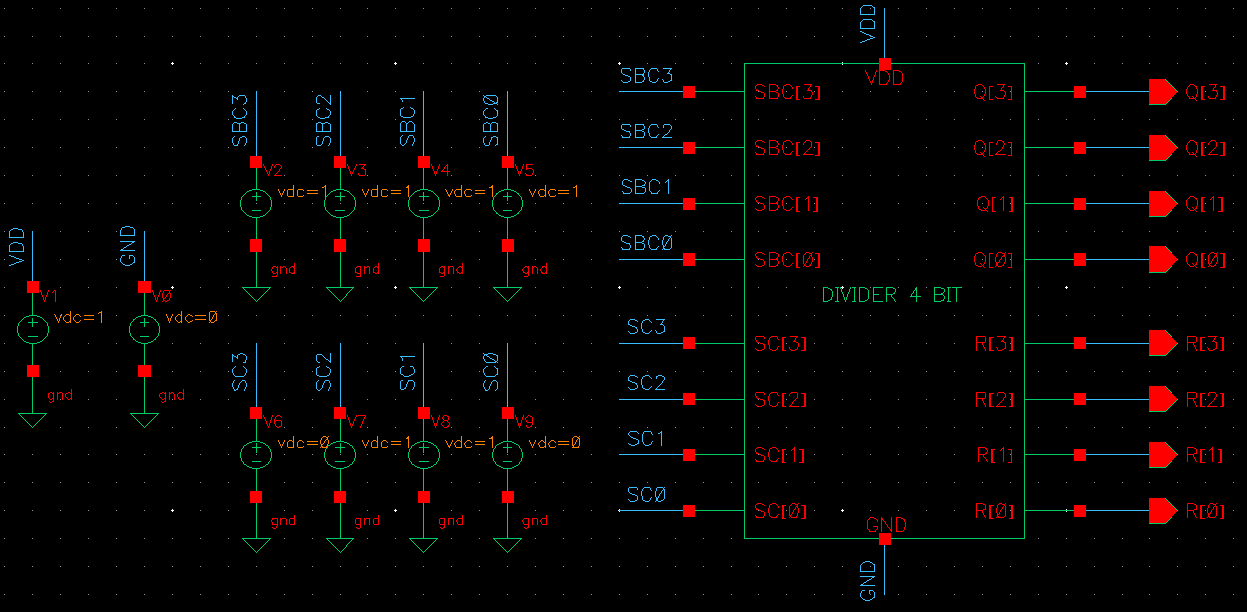 VDD
SBC3
SBC3 SBC2 SBC1 SBC0
VDD
SBC[3] Q[3] Q[3]
SBC2
SBC[2] Q[2] Q[2]
V2 V3 V4 V5
vdc=1 vdc=1 vdc=1 vdc=1
SBC1
SBC[1] Q[1] Q[1]
VDD GND
SBC0
SBC[0] Q[0] Q[0]
gnd gnd gnd gnd
V1 V0
DIVIDER 4 BIT
vdc=1 vdc=0
SC3
SC[3] R[3] R[3]
SC3 SC2 SC1 SC0
SC2
gnd gnd
SC[2] R[2] R[2]
V6 V7 V8 V9
vdc=0 vdc=1 vdc=1 vdc=0
SC1
SC[1] R[1] R[1]
SC0
SC[0] R[0] R[0]
gnd gnd gnd gnd
GND
GND